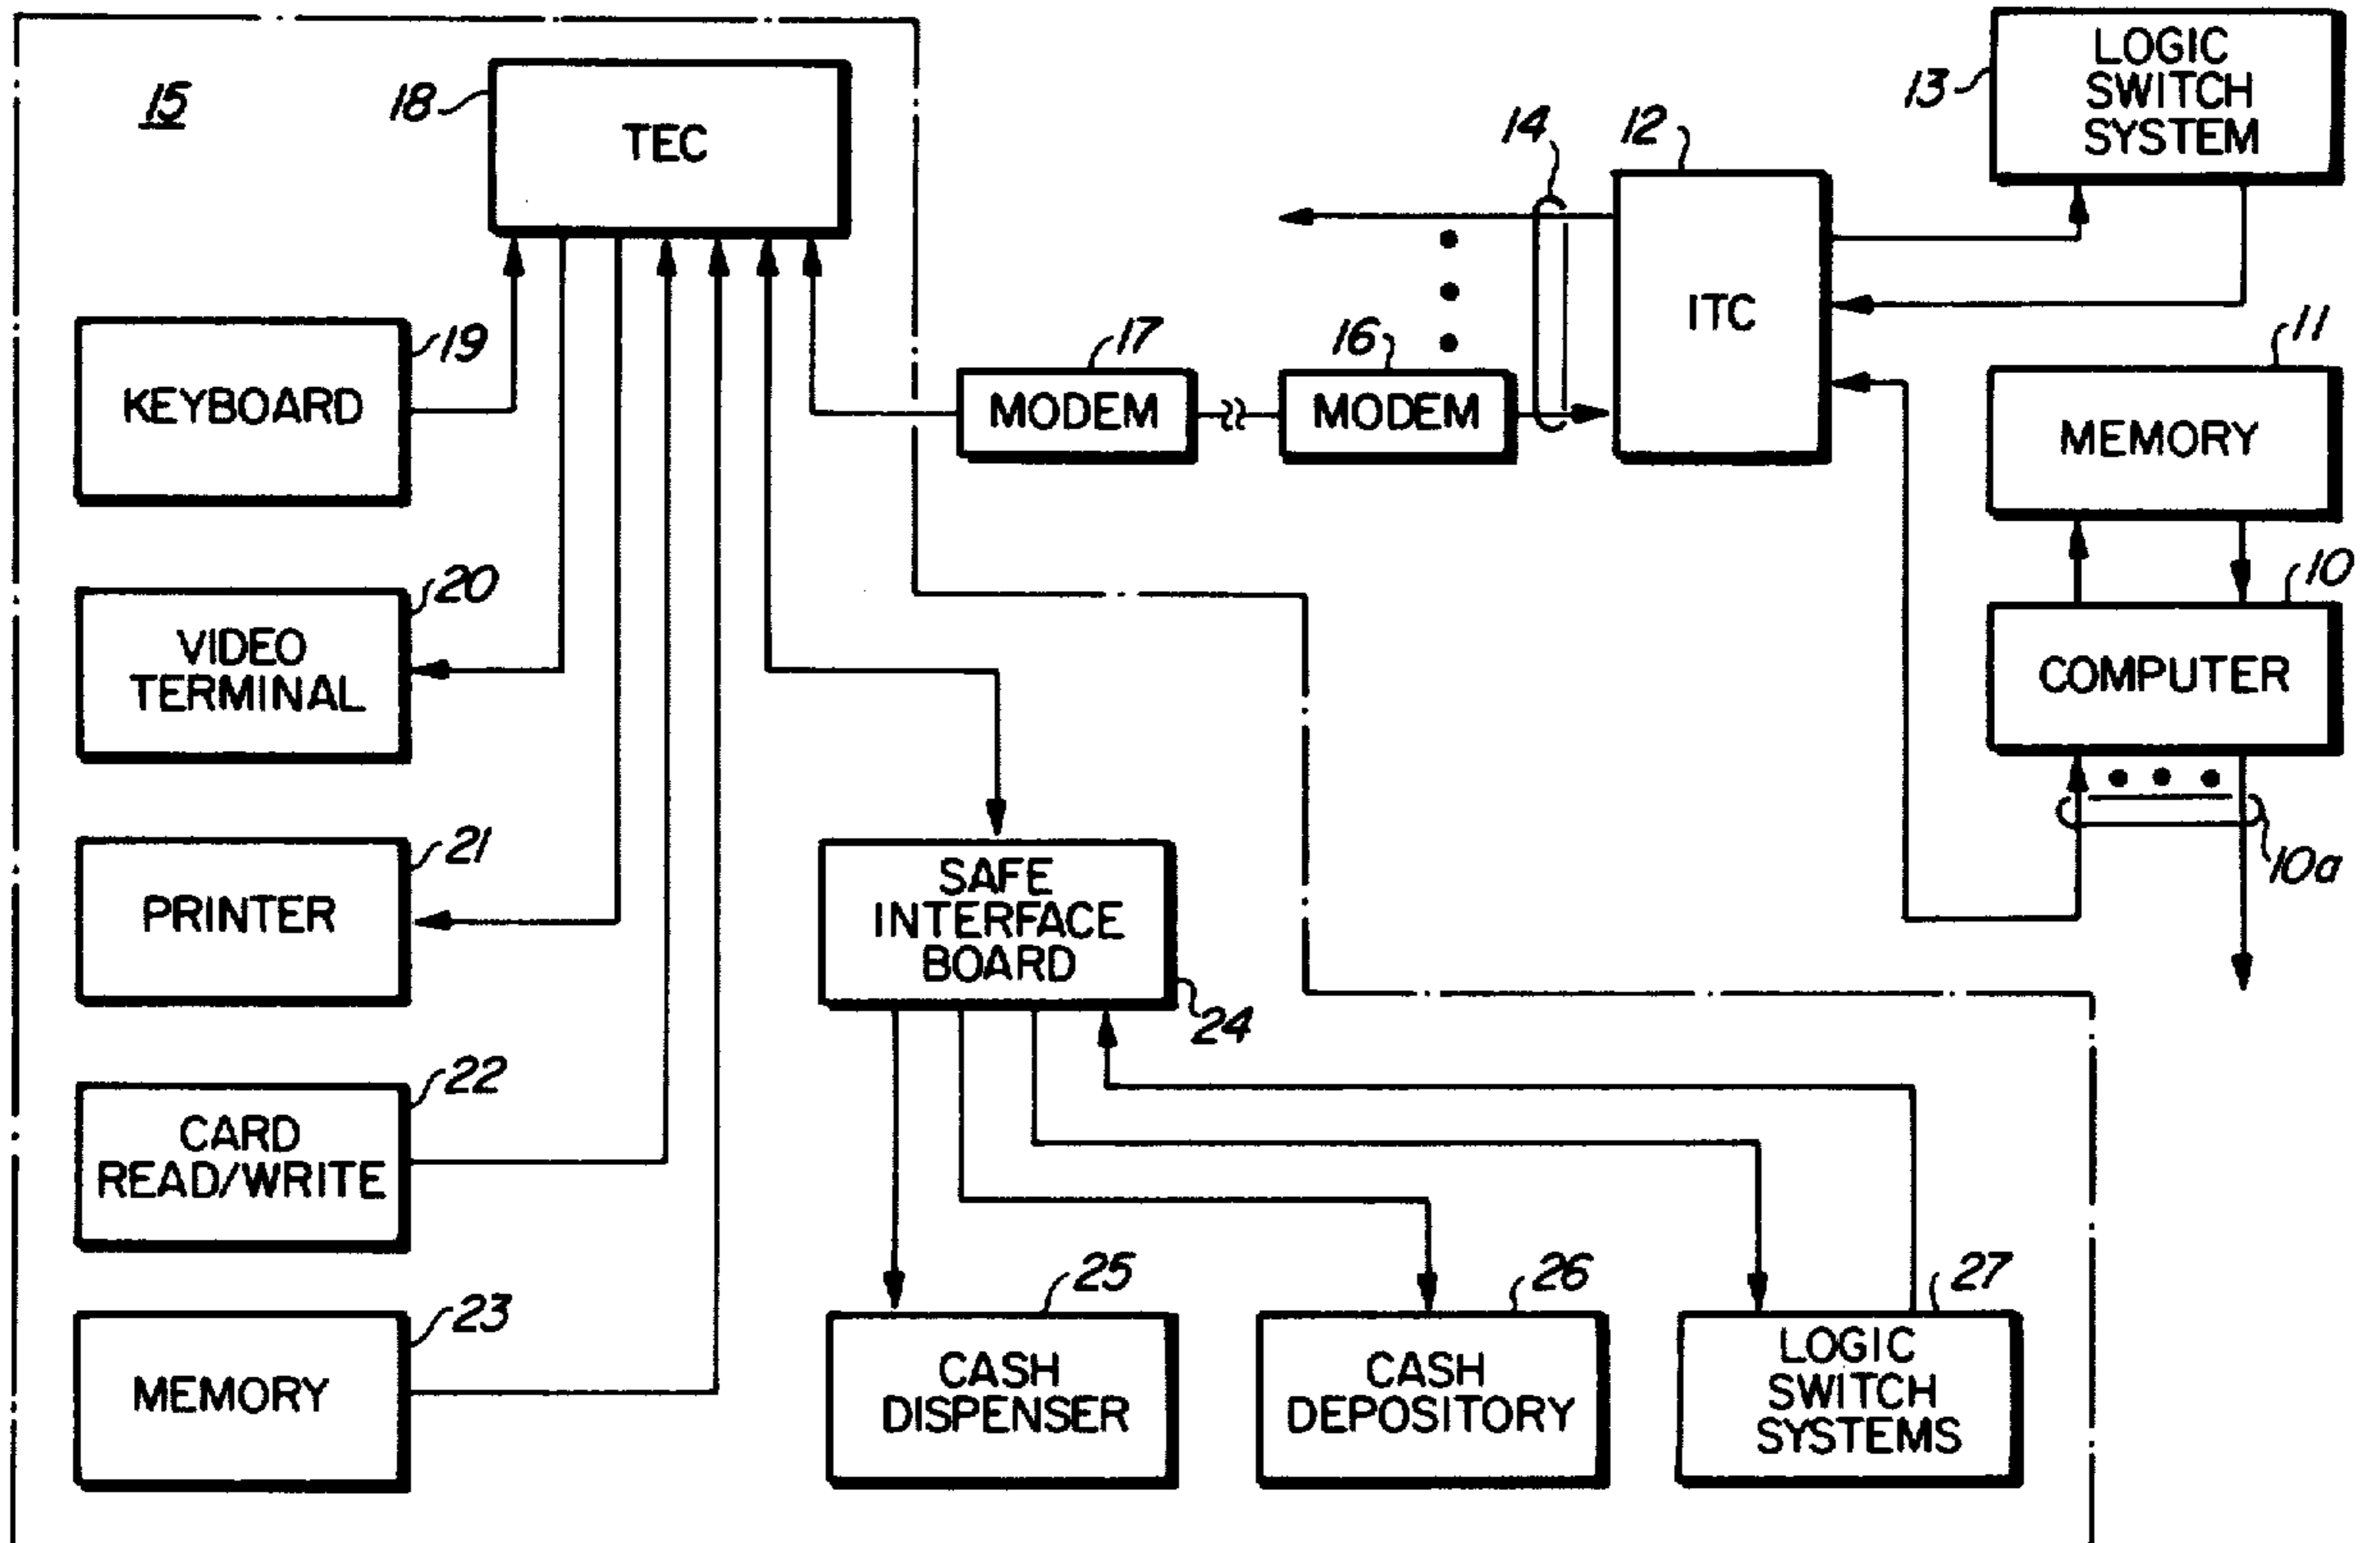 15
18
TEC
14
12
ITC
13
LOGIC
SWITCH
SYSTEM
19
KEYBOARD
17
MODEM
16
MODEM
11
MEMORY
20
VIDEO
TERMINAL
10
COMPUTER
10a
21
PRINTER
SAFE
INTERFACE
BOARD
24
22
CARD
READ/WRITE
23
MEMORY
25
CASH
DISPENSER
26
CASH
DEPOSITORY
27
LOGIC
SWITCH
SYSTEMS